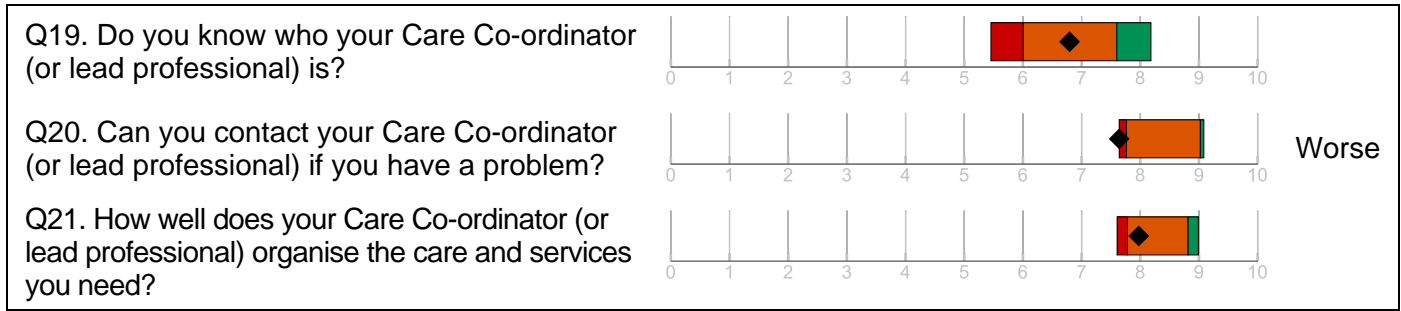 Q19. Do you know who your Care Co-ordinator
(or lead professional) is?
0 1 2 3 4 5 6 7 8 9 10
Q20. Can you contact your Care Co-ordinator
(or lead professional) if you have a problem?
0 1 2 3 4 5 6 7 8 9 10
Worse
Q21. How well does your Care Co-ordinator (or
lead professional) organise the care and services
you need?
0 1 2 3 4 5 6 7 8 9 10